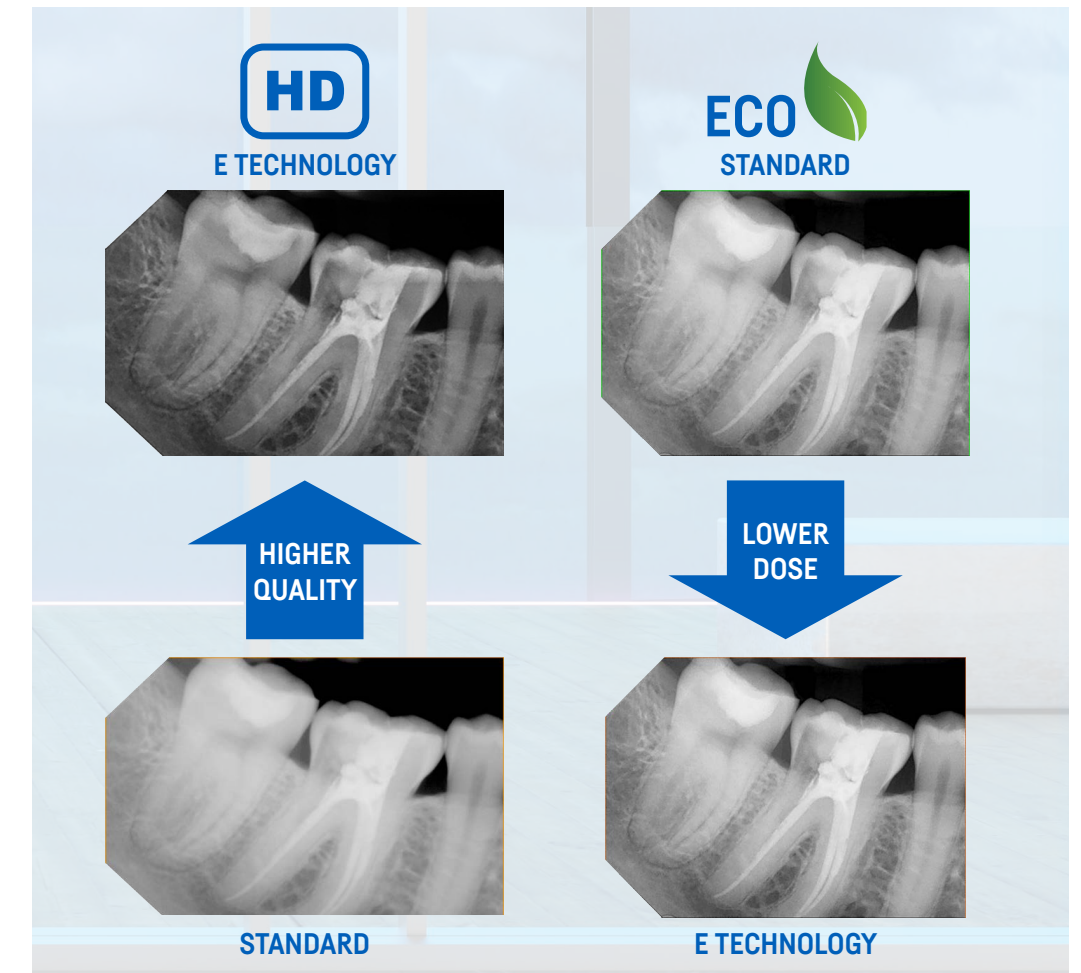 HD
E TECHNOLOGY
ECO
STANDARD
HIGHER
QUALITY
LOWER
DOSE
STANDARD
E TECHNOLOGY